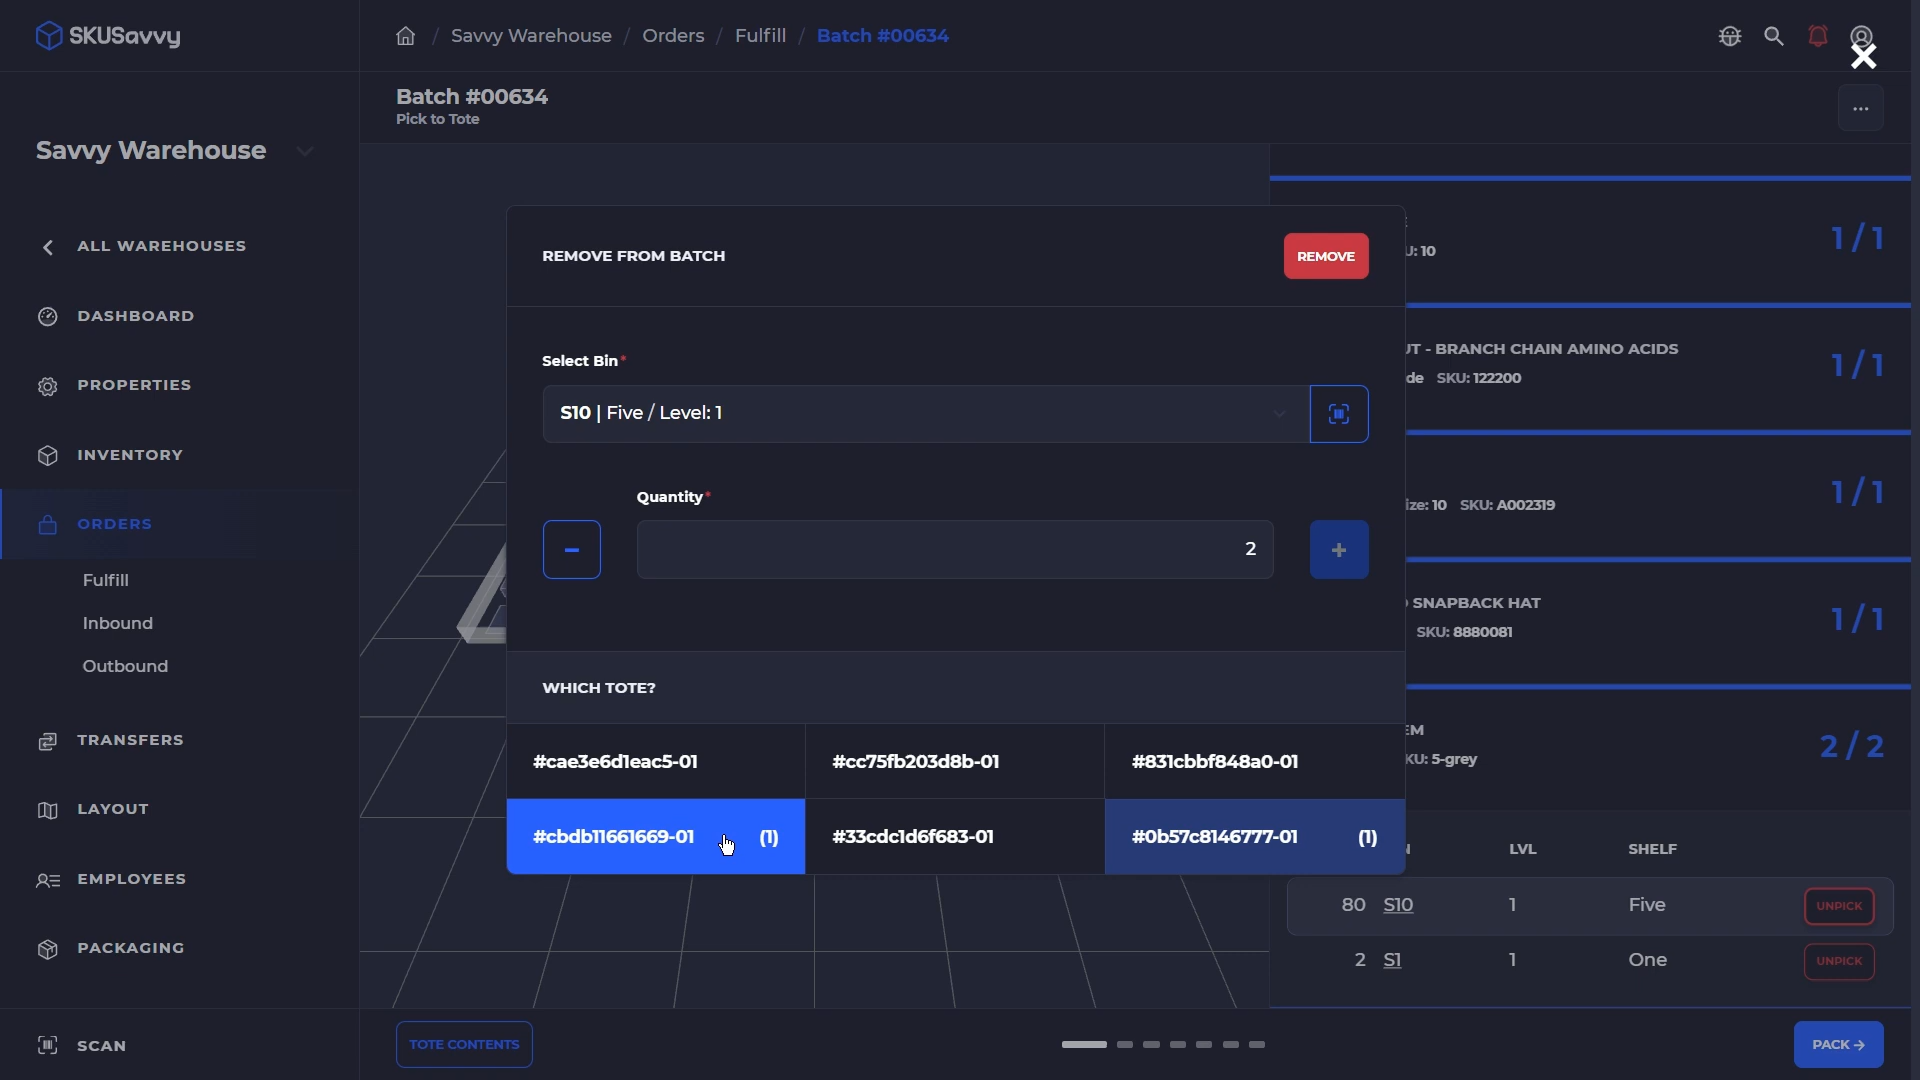 SKUSavvy
Savvy Warehouse / Orders / Fulfill / Batch #00634
Batch #00634
Pick to Tote
...
Savvy Warehouse
ALL WAREHOUSES
DASHBOARD
PROPERTIES
INVENTORY
ORDERS
Fulfill
Inbound
Outbound
TRANSFERS
LAYOUT
EMPLOYEES
PACKAGING
SCAN
REMOVE FROM BATCH
REMOVE
Select Bin*
S10 | Five / Level: 1
Quantity*
2
WHICH TOTE?
#cae3e6d1eac5-01
#cc75fb203d8b-01
#831cbbf848a0-01
#cbdb11661669-01 (1)
#33cdc1d6f683-01
#0b57c8146777-01 (1)
U: 10
1 / 1
UT - BRANCH CHAIN AMINO ACIDS
de SKU: 122200
1 / 1
ize: 10 SKU: A002319
1 / 1
SNAPBACK HAT
SKU: 8880081
1 / 1
EM
KU: 5-grey
2 / 2
LVL SHELF
80 S10 1 Five UNPICK
2 S1 1 One UNPICK
TOTE CONTENTS
PACK →